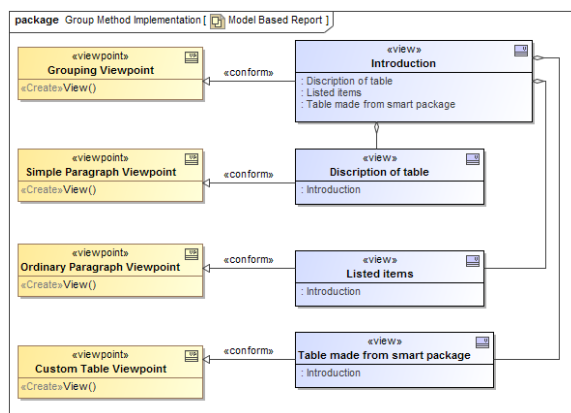 package Group Method Implementation [ Model Based Report ]
«viewpoint»
Grouping Viewpoint
«Create»View()
«conform»
«view»
Introduction
: Discription of table
: Listed items
: Table made from smart package
«viewpoint»
Simple Paragraph Viewpoint
«Create»View()
«conform»
«view»
Discription of table
: Introduction
«viewpoint»
Ordinary Paragraph Viewpoint
«Create»View()
«conform»
«view»
Listed items
: Introduction
«viewpoint»
Custom Table Viewpoint
«Create»View()
«conform»
«view»
Table made from smart package
: Introduction